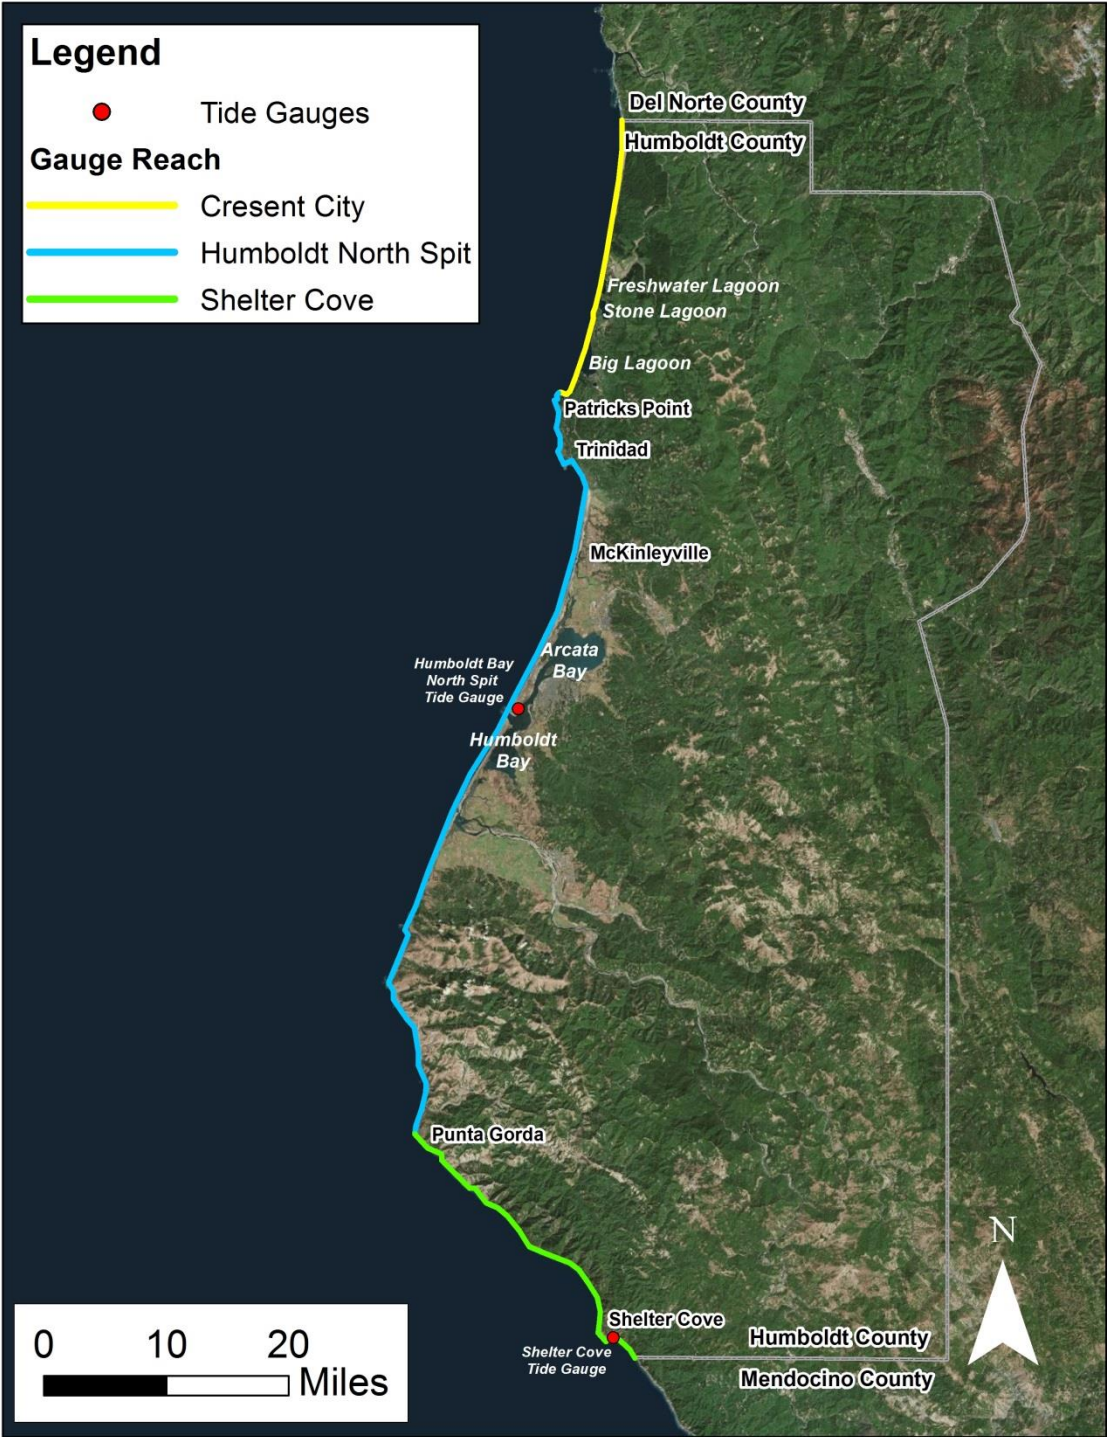 Legend
Tide Gauges
Gauge Reach
Cresent City
Humboldt North Spit
Shelter Cove
Del Norte County
Humboldt County
Freshwater Lagoon
Stone Lagoon
Big Lagoon
Patricks Point
Trinidad
McKinleyville
Arcata
Bay
Humboldt Bay
North Spit
Tide Gauge
Humboldt
Bay
Punta Gorda
Shelter Cove
Shelter Cove
Tide Gauge
Humboldt County
Mendocino County
N
0 10 20
Miles